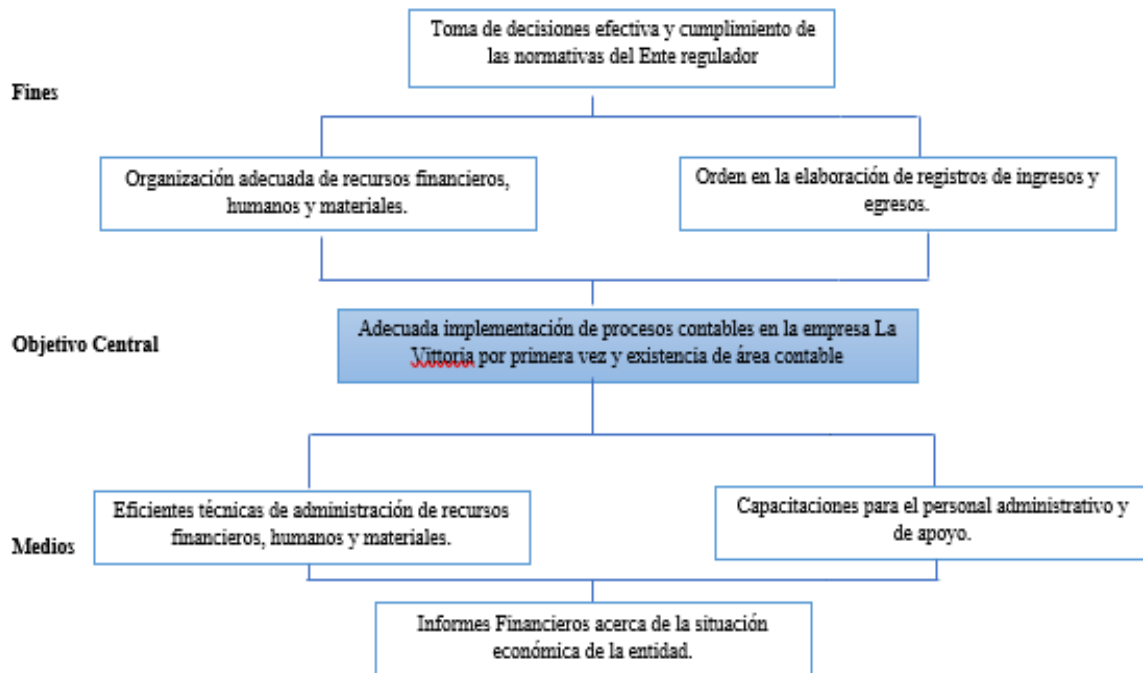 Toma de decisiones efectiva y cumplimiento de
las normativas del Ente regulador
Fines
Organización adecuada de recursos financieros,
humanos y materiales.
Orden en la elaboración de registros de ingresos y
egresos.
Objetivo Central
Adecuada implementación de procesos contables en la empresa La
Vittoria por primera vez y existencia de área contable
Eficientes técnicas de administración de recursos
financieros, humanos y materiales.
Capacitaciones para el personal administrativo y
de apoyo.
Medios
Informes Financieros acerca de la situación
económica de la entidad.